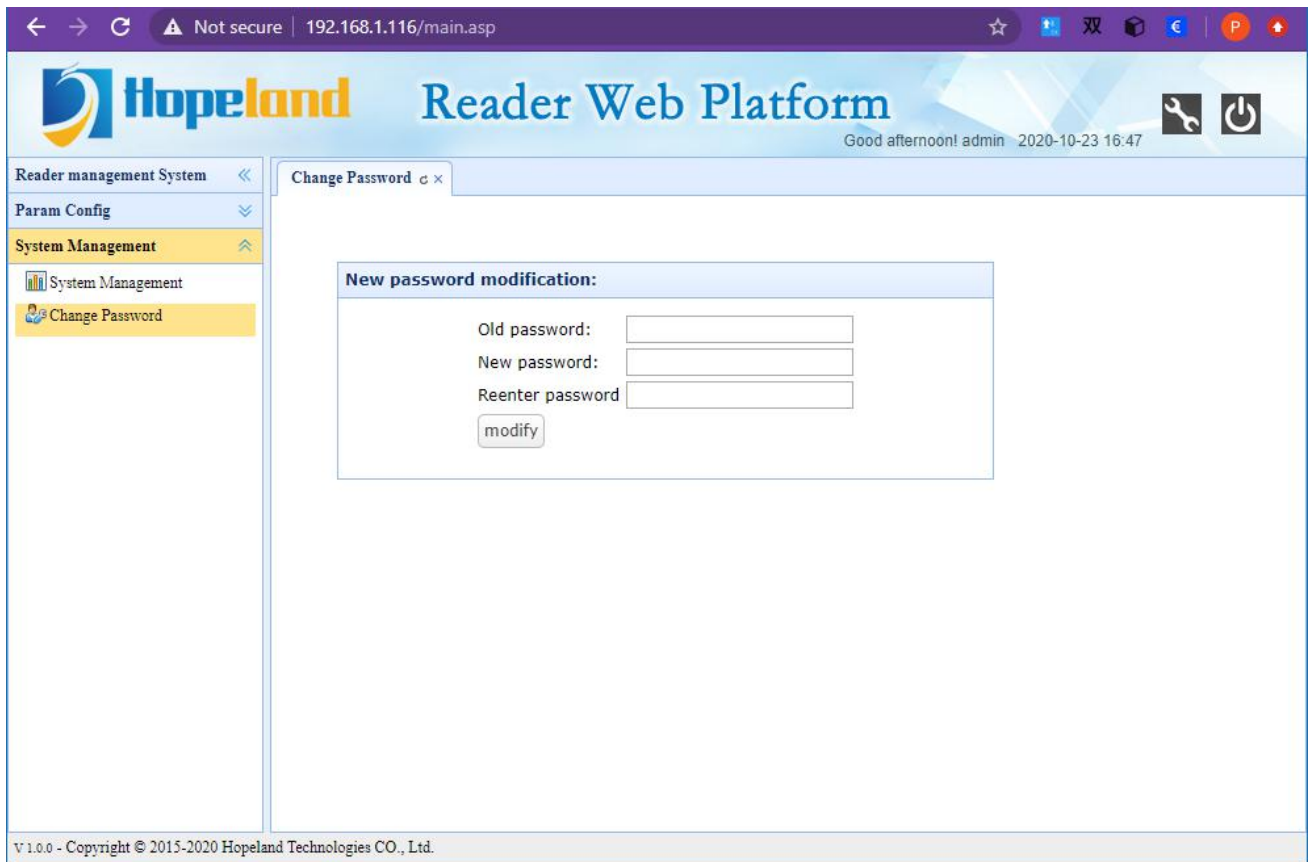 Not secure | 192.168.1.116/main.asp
双
€
P
Hopeland
Reader Web Platform
Good afternoon! admin 2020-10-23 16:47
Reader management System
Change Password
Param Config
System Management
System Management
Change Password
New password modification:
Old password:
New password:
Reenter password
modify
V 1.0.0 - Copyright © 2015-2020 Hopeland Technologies CO., Ltd.